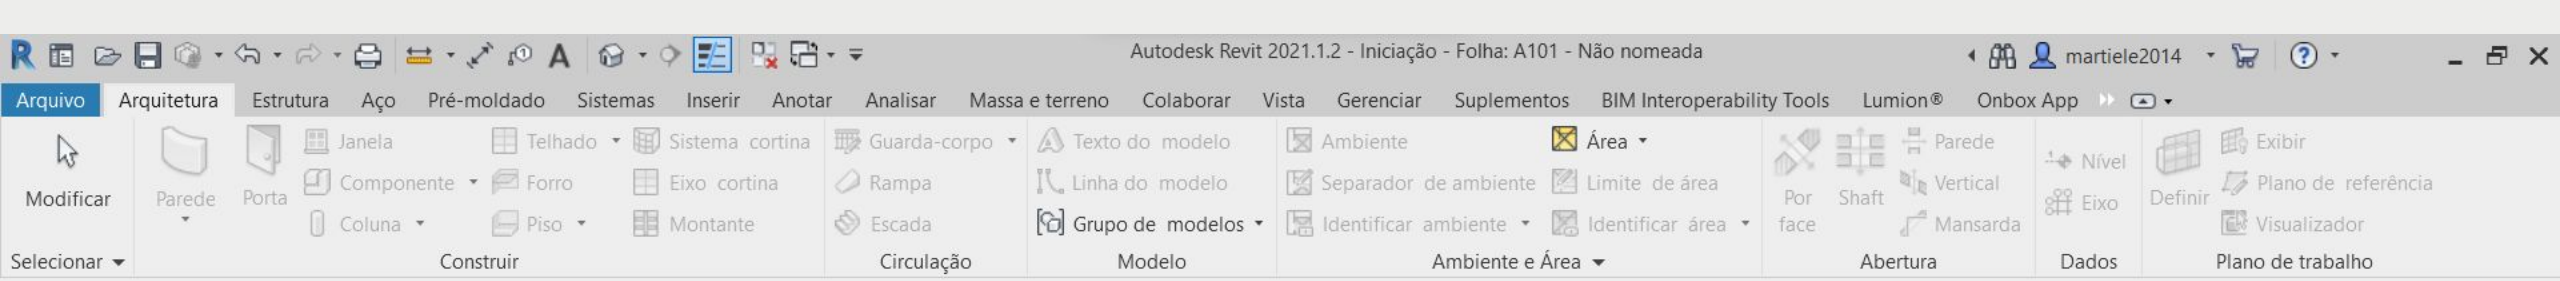 Autodesk Revit 2021.1.2 - Iniciação - Folha: A101 - Não nomeada martiele2014
Arquivo Arquitetura Estrutura Aço Pré-moldado Sistemas Inserir Anotar Analisar Massa e terreno Colaborar Vista Gerenciar Suplementos BIM Interoperability Tools Lumion® Onbox App
Modificar
Parede
Porta
Janela
Componente
Coluna
Telhado
Forro
Piso
Sistema cortina
Eixo cortina
Montante
Guarda-corpo
Rampa
Escada
Texto do modelo
Linha do modelo
Grupo de modelos
Ambiente
Separador de ambiente
Identificar ambiente
Área
Limite de área
Identificar área
Por
face
Shaft
Parede
Vertical
Mansarda
Nível
Eixo
Definir
Exibir
Plano de referência
Visualizador
Selecionar Construir Circulação Modelo Ambiente e Área Abertura Dados Plano de trabalho